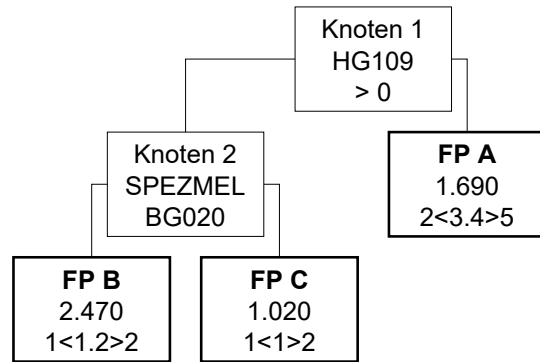 Knoten 1
HG109
> 0
Knoten 2
SPEZMEL
BG020
FP A
1.690
2<3.4>5
FP B
2.470
1<1.2>2
FP C
1.020
1<1>2